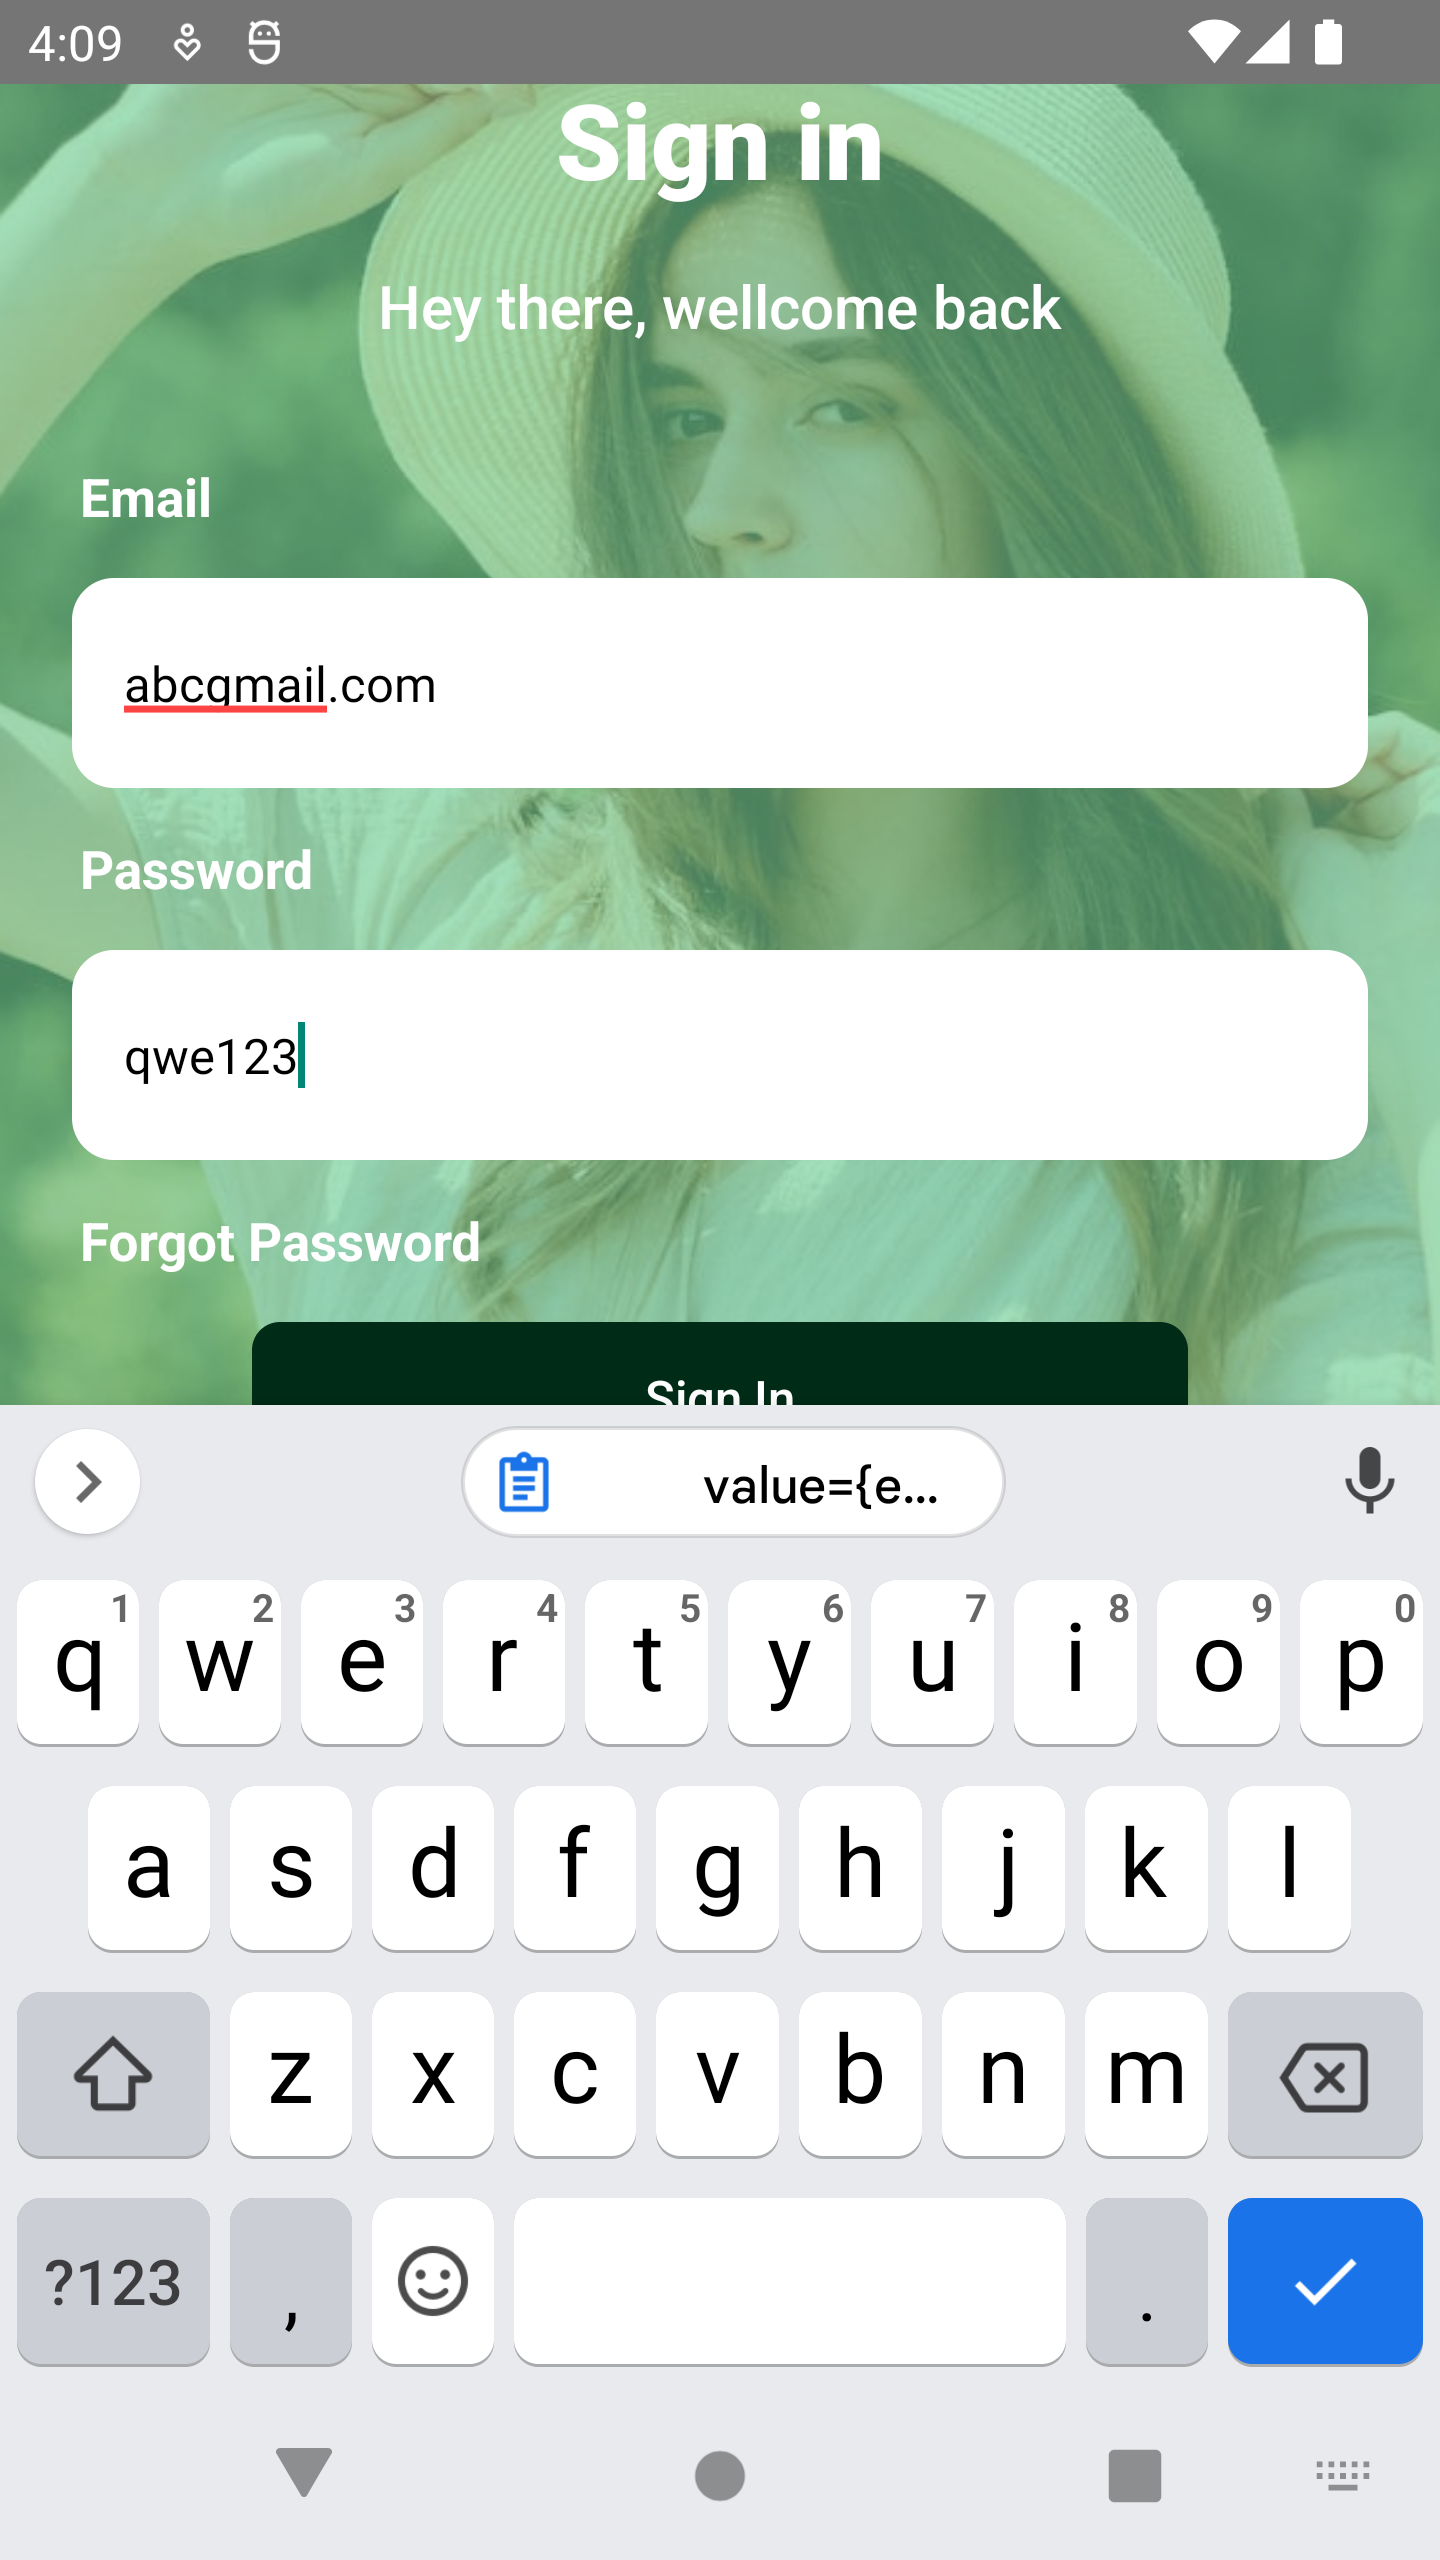 4:09
Sign in
Hey there, wellcome back
Email
abcgmail.com
Password
qwe123
Forgot Password
Sign In
value={e...
q 1 w 2 e 3 r 4 t 5 y 6 u 7 i 8 o 9 p 0
a s d f g h j k l
z x c v b n m
?123 , .